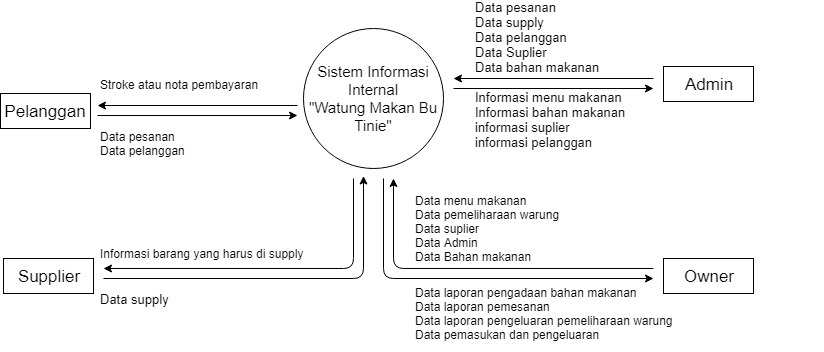 Data pesanan
Data supply
Data pelanggan
Data Suplier
Data bahan makanan
Sistem Informasi
Internal
"Watung Makan Bu
Tinie"
Admin
Stroke atau nota pembayaran
Informasi menu makanan
Informasi bahan makanan
informasi suplier
informasi pelanggan
Pelanggan
Data pesanan
Data pelanggan
Data menu makanan
Data pemeliharaan warung
Data suplier
Data Admin
Data Bahan makanan
Informasi barang yang harus di supply
Supplier
Owner
Data supply
Data laporan pengadaan bahan makanan
Data laporan pemesanan
Data laporan pengeluran pemeliharaan warung
Data pemasukan dan pengeluran